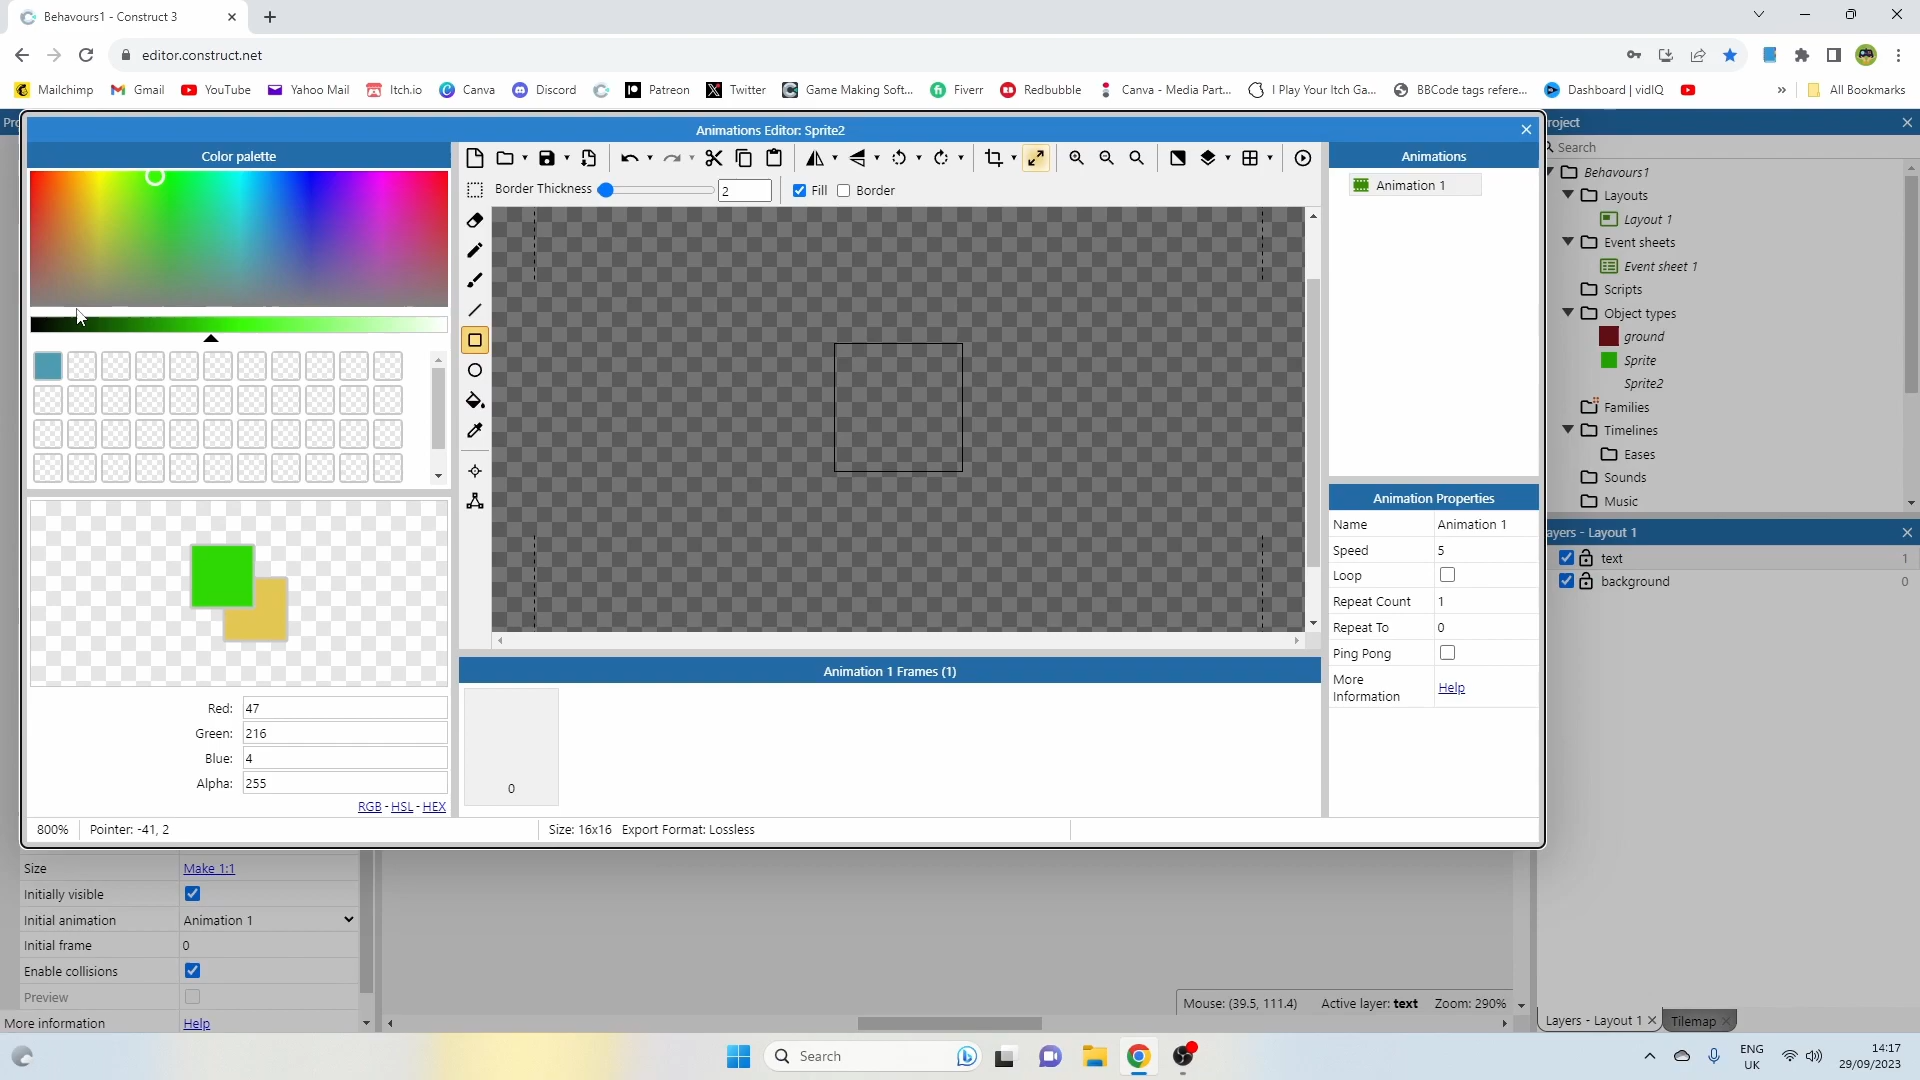 Behavours1 - Construct 3
editor.construct.net
Mailchimp Gmail YouTube Yahoo Mail Itch.io Canva Discord Patreon Twitter Game Making Soft... Fiverr Redbubble Canva - Media Part... I Play Your Itch Ga... BBCode tags refere... Dashboard | vidIQ » All Bookmarks
Animations Editor: Sprite2
roject
Color palette
Animations
Search
Border Thickness 2 Fill Border
Animation 1
Behavours1
Layouts
Layout 1
Event sheets
Event sheet 1
Scripts
Object types
ground
Sprite
Sprite2
Families
Timelines
Eases
Sounds
Music
Animation Properties
Name Animation 1
Speed 5
Loop
Repeat Count 1
Repeat To 0
Ping Pong
More Information Help
ayers - Layout 1
text 1
background 0
Animation 1 Frames (1)
0
Red: 47
Green: 216
Blue: 4
Alpha: 255
RGB - HSL - HEX
800% Pointer: -41, 2 Size: 16x16 Export Format: Lossless
Size Make 1:1
Initially visible
Initial animation Animation 1
Initial frame 0
Enable collisions
Preview
More information Help
Mouse: (39.5, 111.4) Active layer: text Zoom: 290%
Layers - Layout 1 Tilemap
Search
ENG
UK
14:17
29/09/2023